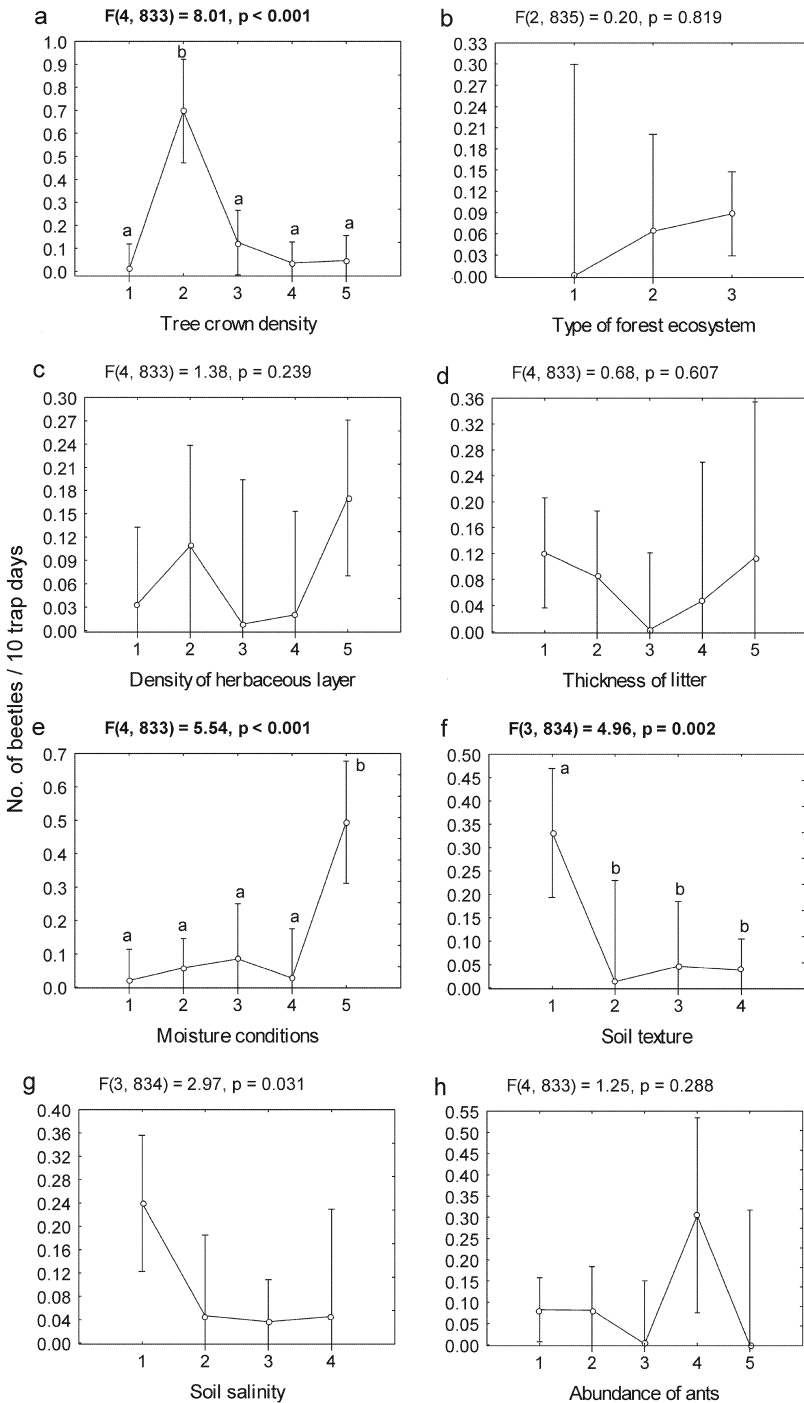 No. of beetles / 10 trap days
a
F(4, 833) = 8.01, p < 0.001
1.0
0.9
0.8
0.7
0.6
0.5
0.4
0.3
0.2
0.1
0.0
a
b
a
a
a
1 2 3 4 5
Tree crown density
b
F(2, 835) = 0.20, p = 0.819
0.33
0.30
0.27
0.24
0.21
0.18
0.15
0.12
0.09
0.06
0.03
0.00
1 2 3
Type of forest ecosystem
c
F(4, 833) = 1.38, p = 0.239
0.30
0.27
0.24
0.21
0.18
0.15
0.12
0.09
0.06
0.03
0.00
1 2 3 4 5
Density of herbaceous layer
d
F(4, 833) = 0.68, p = 0.607
0.36
0.32
0.28
0.24
0.20
0.16
0.12
0.08
0.04
0.00
1 2 3 4 5
Thickness of litter
e
F(4, 833) = 5.54, p < 0.001
0.7
0.6
0.5
0.4
0.3
0.2
0.1
0.0
a
a
a
a
b
1 2 3 4 5
Moisture conditions
f
F(3, 834) = 4.96, p = 0.002
0.50
0.45
0.40
0.35
0.30
0.25
0.20
0.15
0.10
0.05
0.00
a
b
b
b
1 2 3 4
Soil texture
g
F(3, 834) = 2.97, p = 0.031
0.40
0.36
0.32
0.28
0.24
0.20
0.16
0.12
0.08
0.04
0.00
1 2 3 4
Soil salinity
h
F(4, 833) = 1.25, p = 0.288
0.55
0.50
0.45
0.40
0.35
0.30
0.25
0.20
0.15
0.10
0.05
0.00
1 2 3 4 5
Abundance of ants